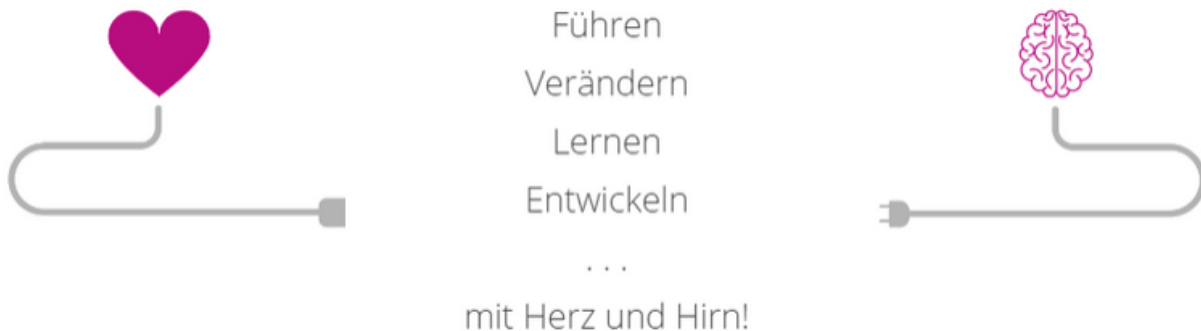 Führen
Verändern
Lernen
Entwickeln
. . .
mit Herz und Hirn!